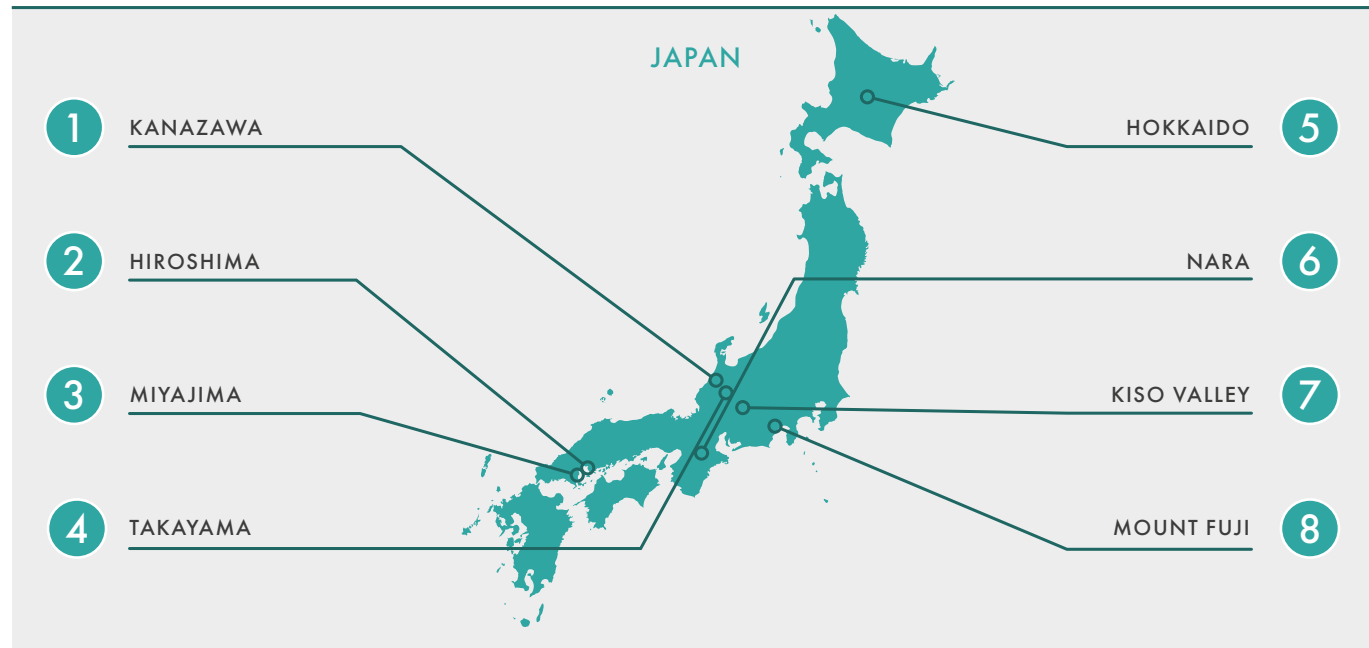 JAPAN
1 KANAZAWA
2 HIROSHIMA
3 MIYAJIMA
4 TAKAYAMA
HOKKAIDO 5
NARA 6
KISO VALLEY 7
MOUNT FUJI 8